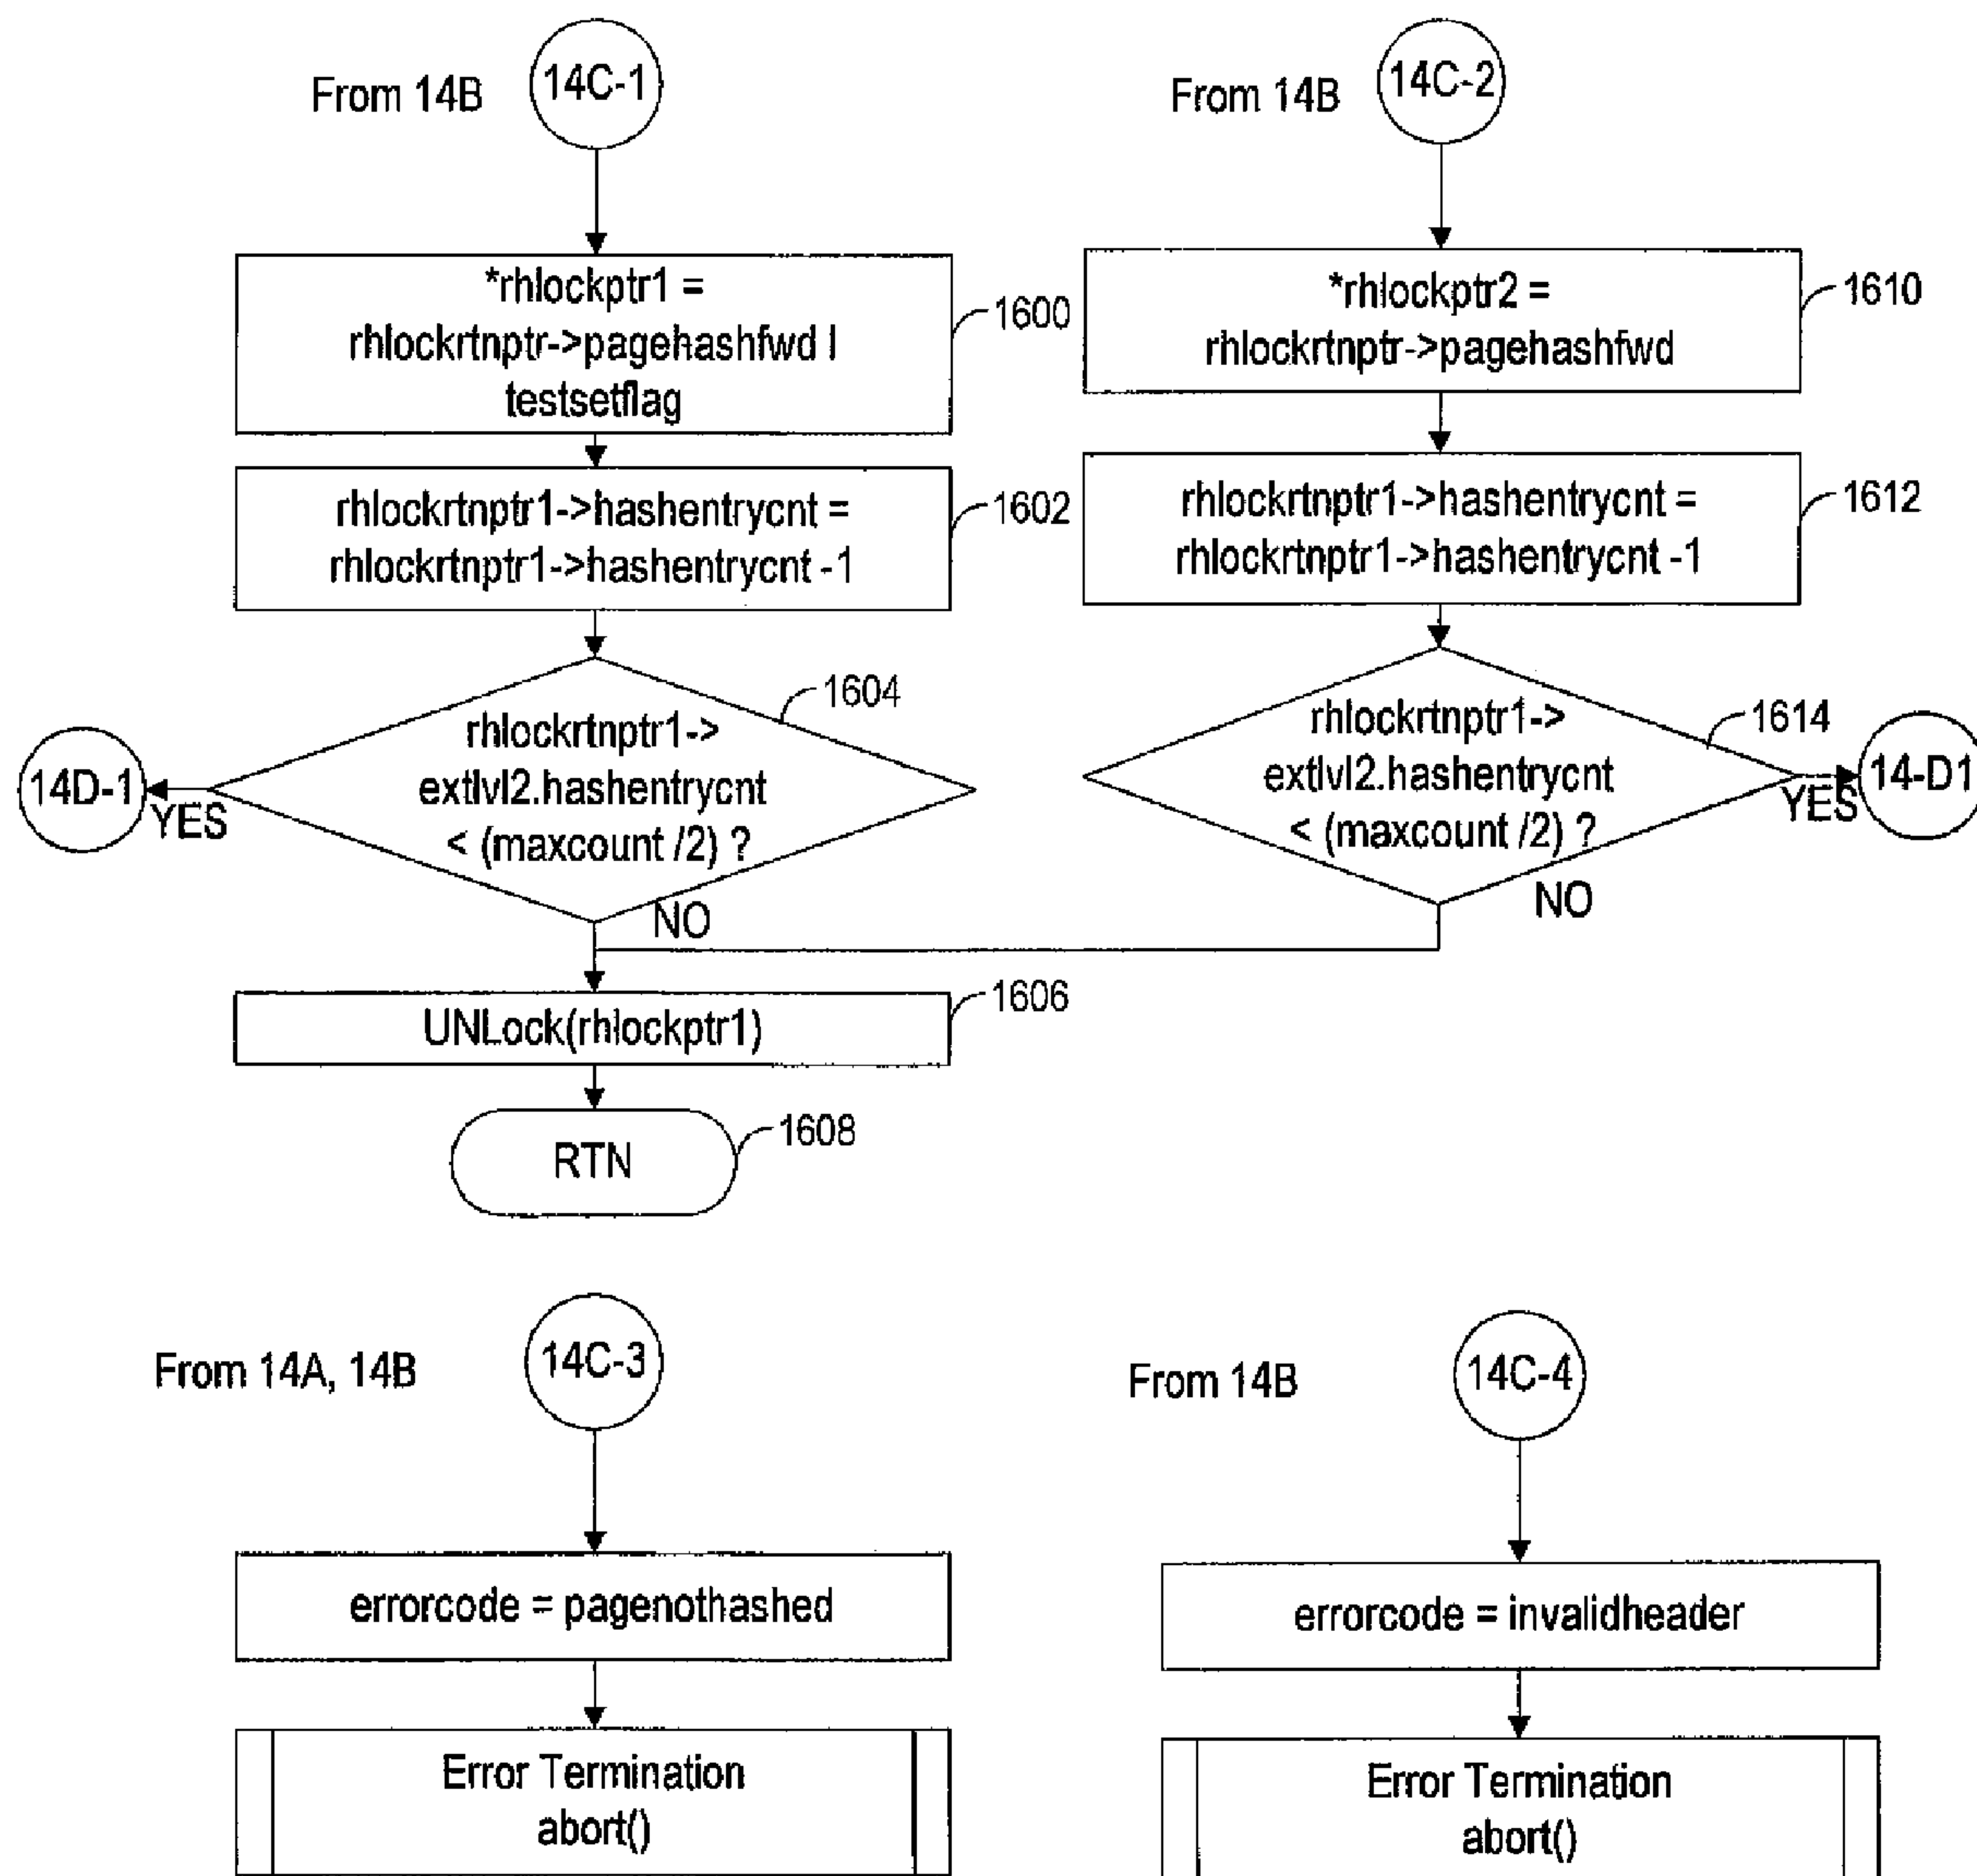 From 14B
14C-1
From 14B
14C-2
*rhlockptr1 =
rhlockrtnptr->pagehashfwd |
testsetflag
1600
*rhlockptr2 =
rhlockrtnptr->pagehashfwd
1610
rhlockrtnptr1->hashentrycnt =
rhlockrtnptr1->hashentrycnt -1
1602
rhlockrtnptr1->hashentrycnt =
rhlockrtnptr1->hashentrycnt -1
1612
14D-1
YES
rhlockrtnptr1->
extlvl2.hashentrycnt
< (maxcount /2) ?
1604
NO
rhlockrtnptr1->
extlvl2.hashentrycnt
< (maxcount /2) ?
1614
YES
14-D1
NO
UNLock(rhlockptr1)
1606
RTN
1608
From 14A, 14B
14C-3
From 14B
14C-4
errorcode = pagenothashed
errorcode = invalidheader
Error Termination
abort()
Error Termination
abort()